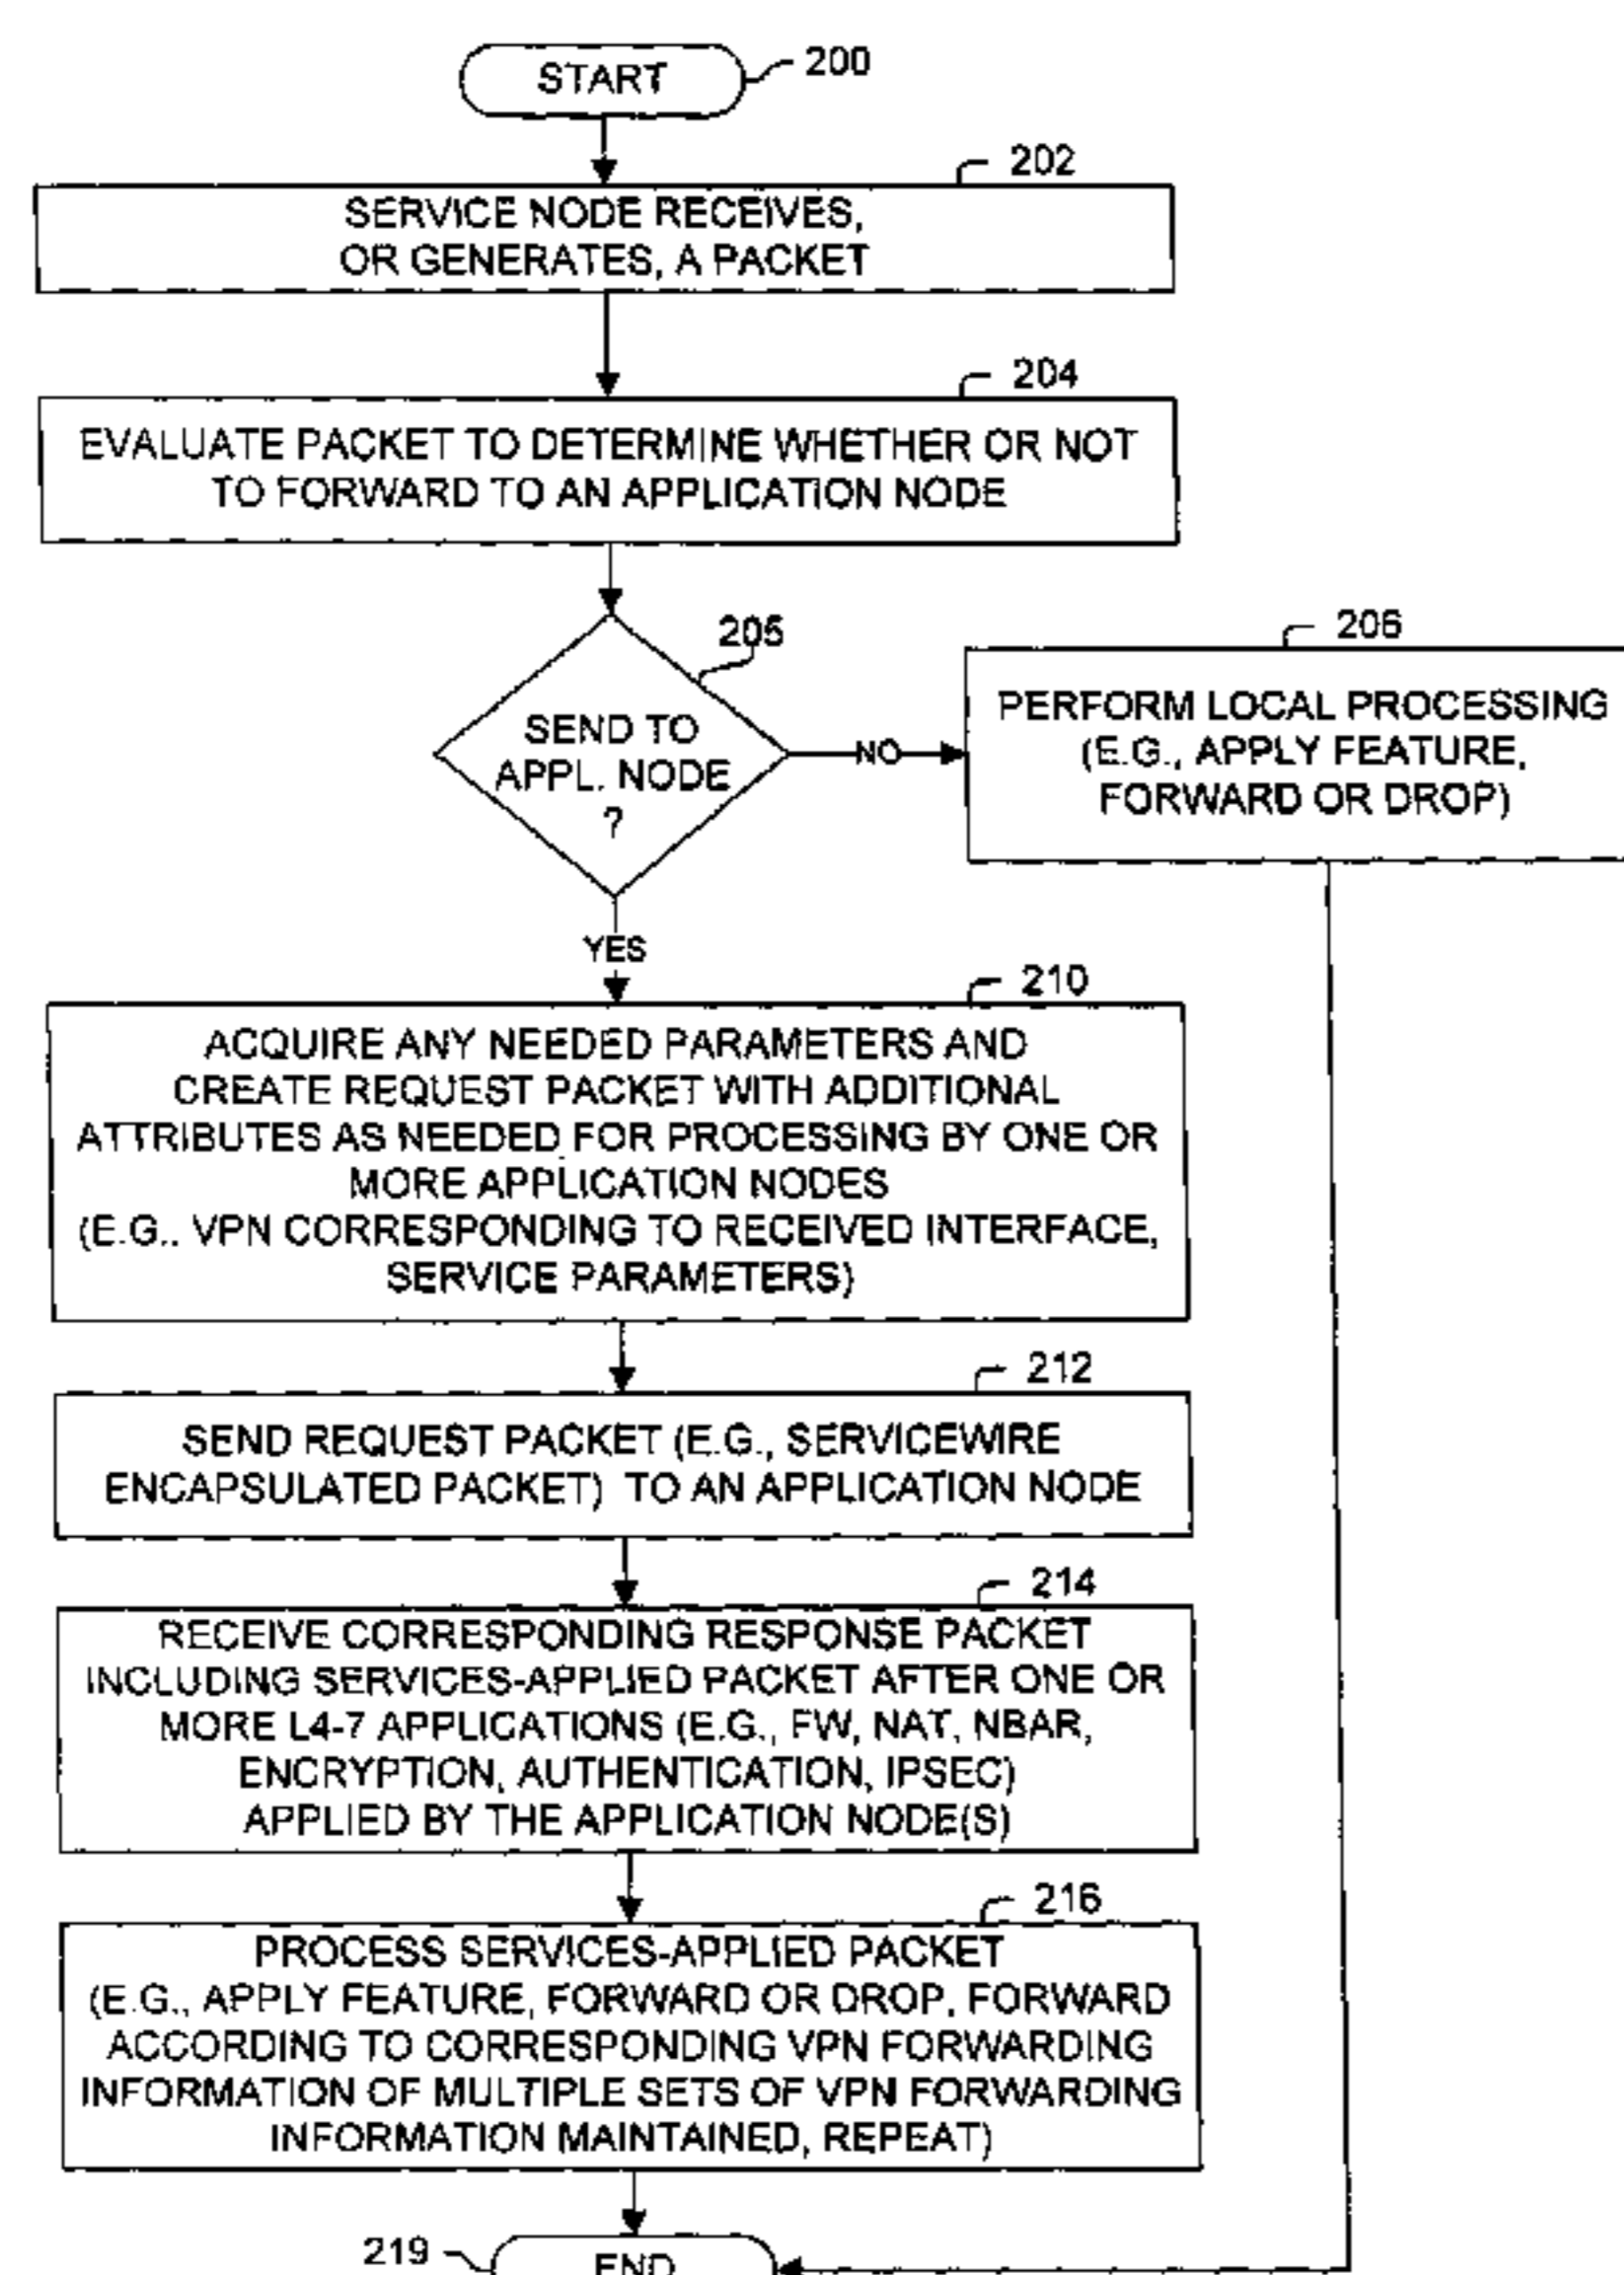 START
200
202
SERVICE NODE RECEIVES,
OR GENERATES, A PACKET
204
EVALUATE PACKET TO DETERMINE WHETHER OR NOT
TO FORWARD TO AN APPLICATION NODE
205
SEND TO
APPL. NODE
?
NO
206
PERFORM LOCAL PROCESSING
(E.G., APPLY FEATURE,
FORWARD OR DROP)
YES
210
ACQUIRE ANY NEEDED PARAMETERS AND
CREATE REQUEST PACKET WITH ADDITIONAL
ATTRIBUTES AS NEEDED FOR PROCESSING BY ONE OR
MORE APPLICATION NODES
(E.G., VPN CORRESPONDING TO RECEIVED INTERFACE,
SERVICE PARAMETERS)
212
SEND REQUEST PACKET (E.G., SERVICEWIRE
ENCAPSULATED PACKET) TO AN APPLICATION NODE
214
RECEIVE CORRESPONDING RESPONSE PACKET
INCLUDING SERVICES-APPLIED PACKET AFTER ONE OR
MORE L4-7 APPLICATIONS (E.G., FW, NAT, NBAR,
ENCRYPTION, AUTHENTICATION, IPSEC)
APPLIED BY THE APPLICATION NODE(S)
216
PROCESS SERVICES-APPLIED PACKET
(E.G., APPLY FEATURE, FORWARD OR DROP, FORWARD
ACCORDING TO CORRESPONDING VPN FORWARDING
INFORMATION OF MULTIPLE SETS OF VPN FORWARDING
INFORMATION MAINTAINED, REPEAT)
219
END